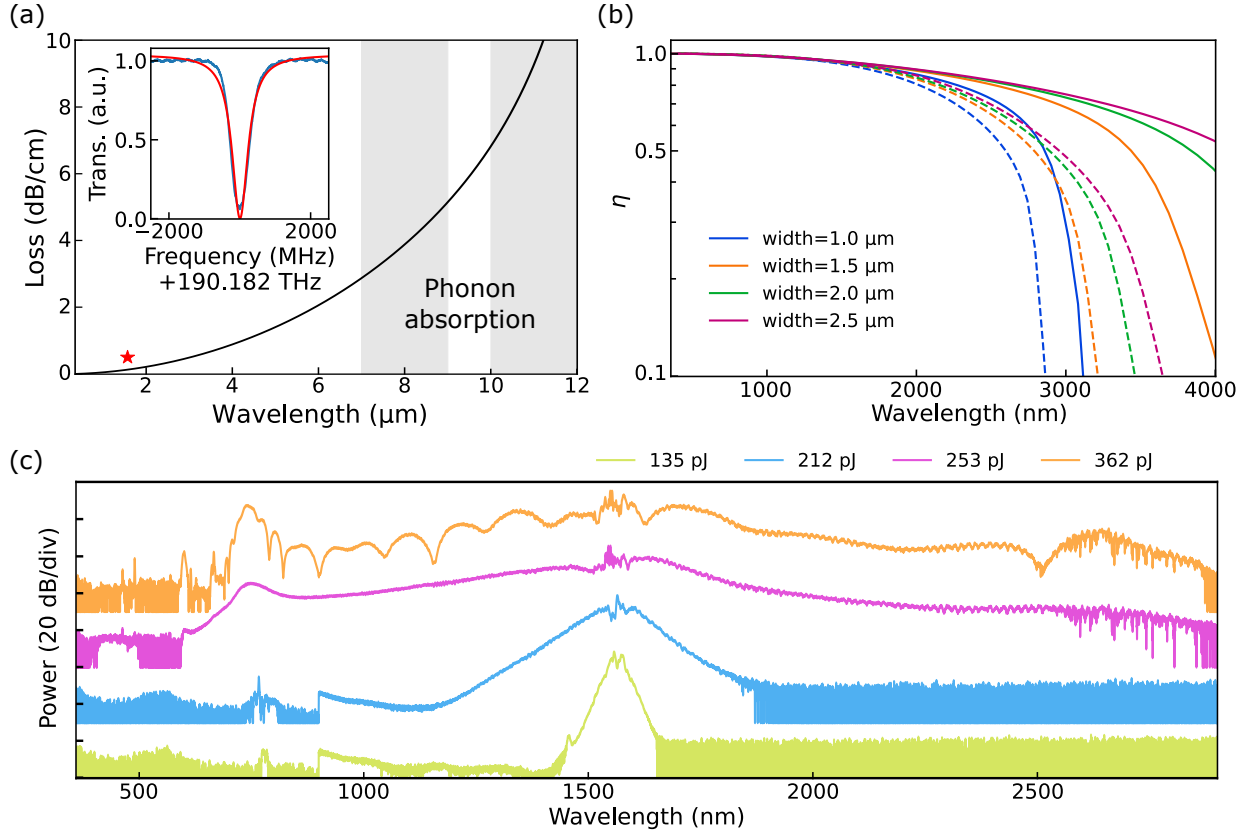 (a)
10
8
6
4
2
0
Loss (dB/cm)
2
4
6
8
10
12
Wavelength (μm)
Phonon
absorption
1.0
0.5
0.0
Trans. (a.u.)
−2000
2000
Frequency (MHz)
+190.182 THz
(b)
1.0
0.5
0.1
η
1000
2000
3000
4000
Wavelength (nm)
width=1.0 μm
width=1.5 μm
width=2.0 μm
width=2.5 μm
(c)
135 pJ
212 pJ
253 pJ
362 pJ
Power (20 dB/div)
500
1000
1500
2000
2500
Wavelength (nm)